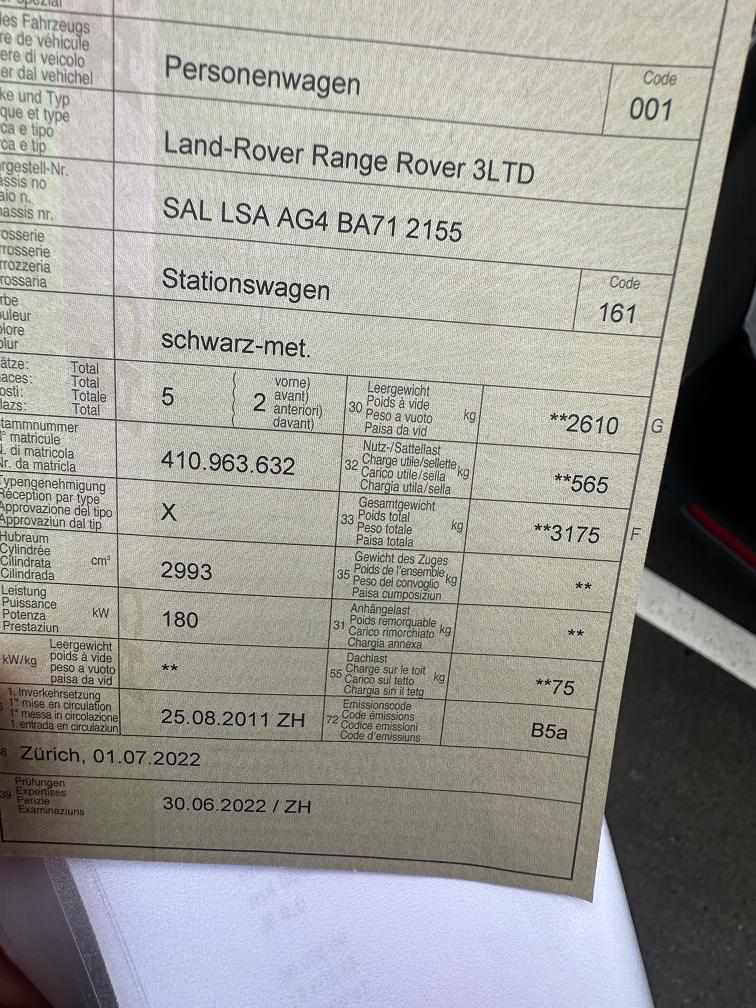 des Fahrzeugs
re de véhicule
ere di veicolo
er dal vehichel
Personenwagen
Code
001
ke und Typ
que et type
ca e tipo
ca e tip
Land-Rover Range Rover 3LTD
rgestell-Nr.
assis no
aio n.
hassis nr.
SAL LSA AG4 BA71 2155
rosserie
rrosserie
rrozzeria
rossaria
Stationswagen
Code
161
rbe
uleur
olore
olur
schwarz-met.
ätze: Total
aces: Total
osti: Totale
lazs: Total
5
2
vorne)
avant)
anteriori)
davant)
30
Leergewicht
Poids à vide
Peso a vuoto
Paisa da vid
kg
**2610
G
tammnummer
° matricule
I. di matricola
Nr. da matricla
410.963.632
32
Nutz-/Sattellast
Charge utile/sellette
Carico utile/sella
Chargia utila/sella
kg
**565
Typengenehmigung
Réception par type
Approvazione del tipo
Approvaziun dal tip
X
33
Gesamtgewicht
Poids total
Peso totale
Paisa totala
kg
**3175
F
Hubraum
Cylindrée
Cilindrata
Cilindrada
cm³
2993
35
Gewicht des Zuges
Poids de l'ensemble
Peso del convoglio
Paisa cumposiziun
kg
**
Leistung
Puissance
Potenza
Prestaziun
kW
180
31
Anhängelast
Poids remorquable
Carico rimorchiato
Chargia annexa
kg
**
kW/kg
Leergewicht
poids à vide
peso a vuoto
paisa da vid
**
55
Dachlast
Charge sur le toit
Carico sul tetto
Chargia sin il tetg
kg
**75
1. Inverkehrsetzung
1re mise en circulation
1a messa in circolazione
1. entrada en circulaziun
25.08.2011 ZH
72
Emissionscode
Code émissions
Codice emissioni
Code d'emissiuns
B5a
8 Zürich, 01.07.2022
39
Prüfungen
Expertises
Perizie
Examinaziuns
30.06.2022 / ZH